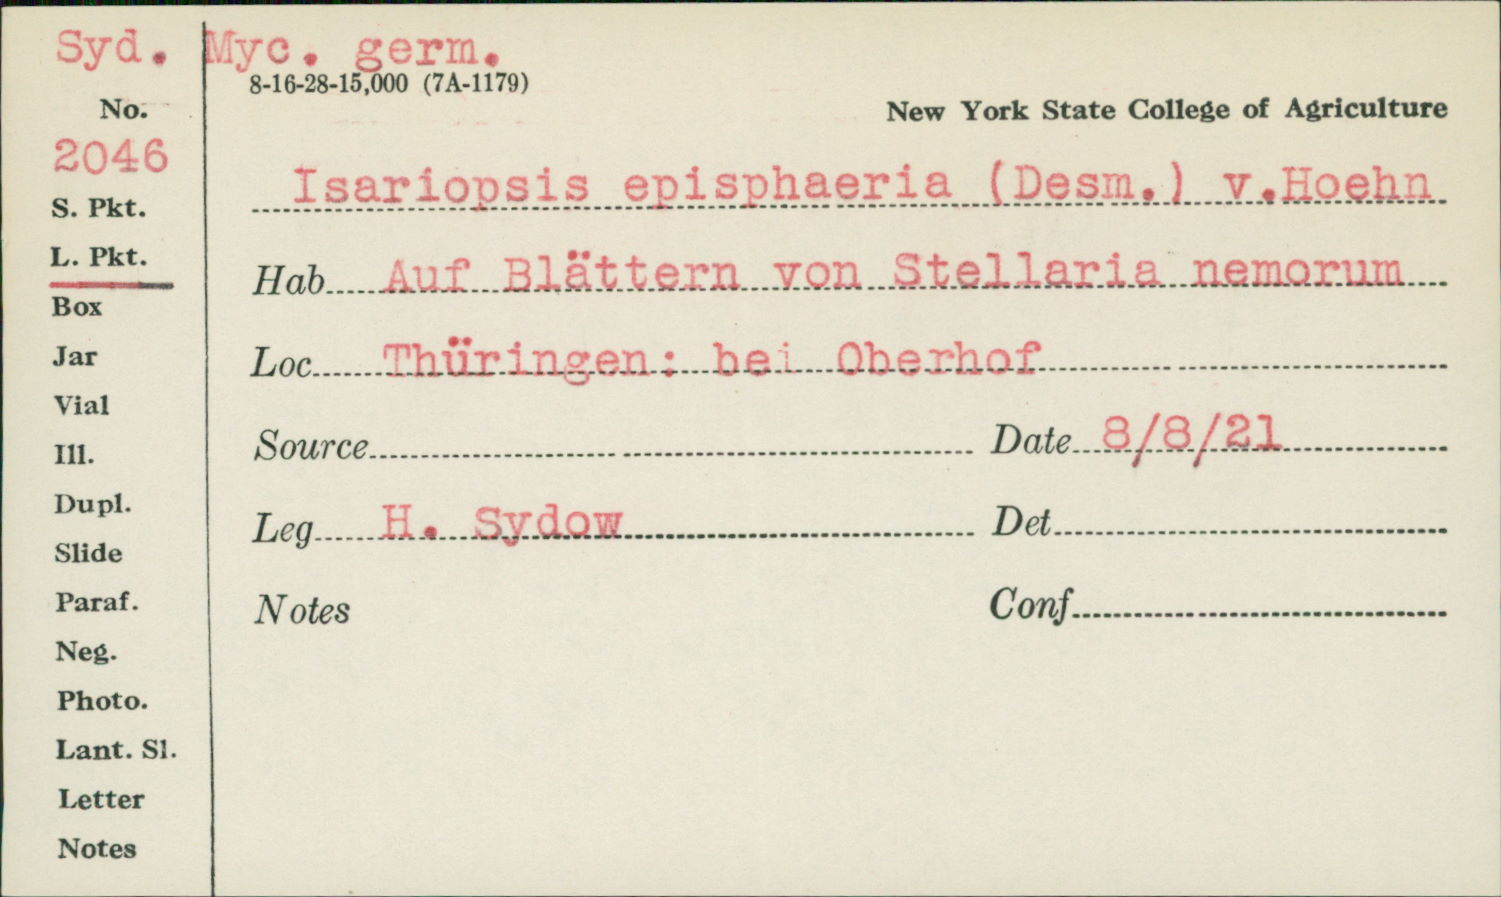 Syd. Myc. germ.
8-16-28-15,000 (7A-1179)
No.
New York State College of Agriculture
2046
Isariopsis episphaeria (Desm.) v.Hoehn
S. Pkt.
L. Pkt.
Hab Auf Blättern von Stellaria nemorum
Box
Jar
Loc Thüringen: bei Oberhof
Vial
Ill.
Source Date 8/8/21
Dupl.
Leg H. Sydow Det
Slide
Paraf.
Notes Conf
Neg.
Photo.
Lant. Sl.
Letter
Notes